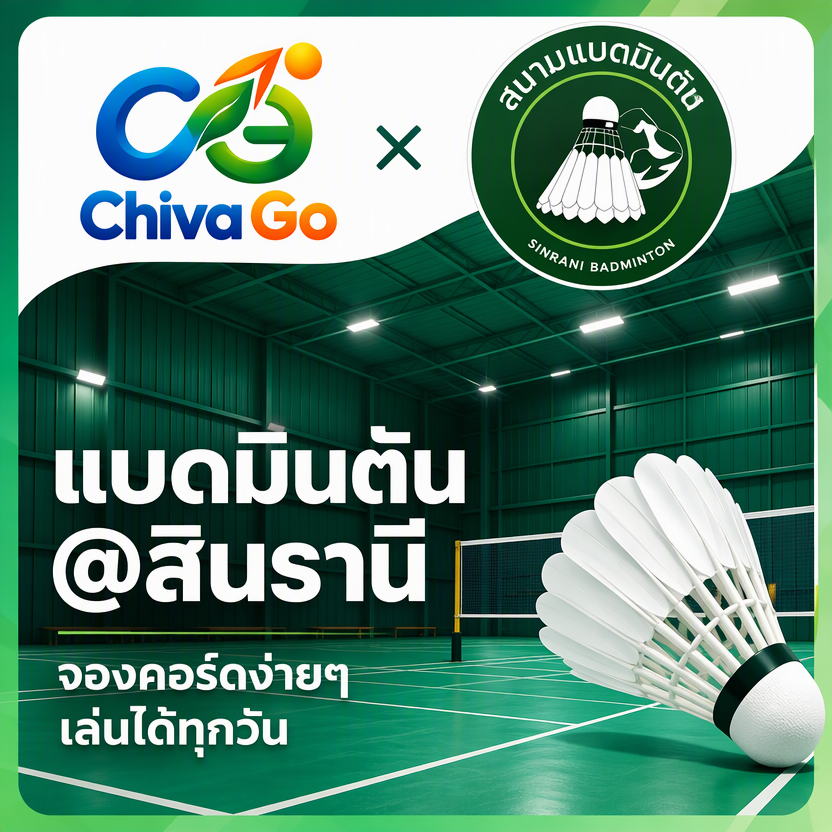 Chiva Go
×
สนามแบดมินตัน
SINRANI BADMINTON
แบดมินตัน
@สินรานี
จองคอร์ดง่ายๆ
เล่นได้ทุกวัน